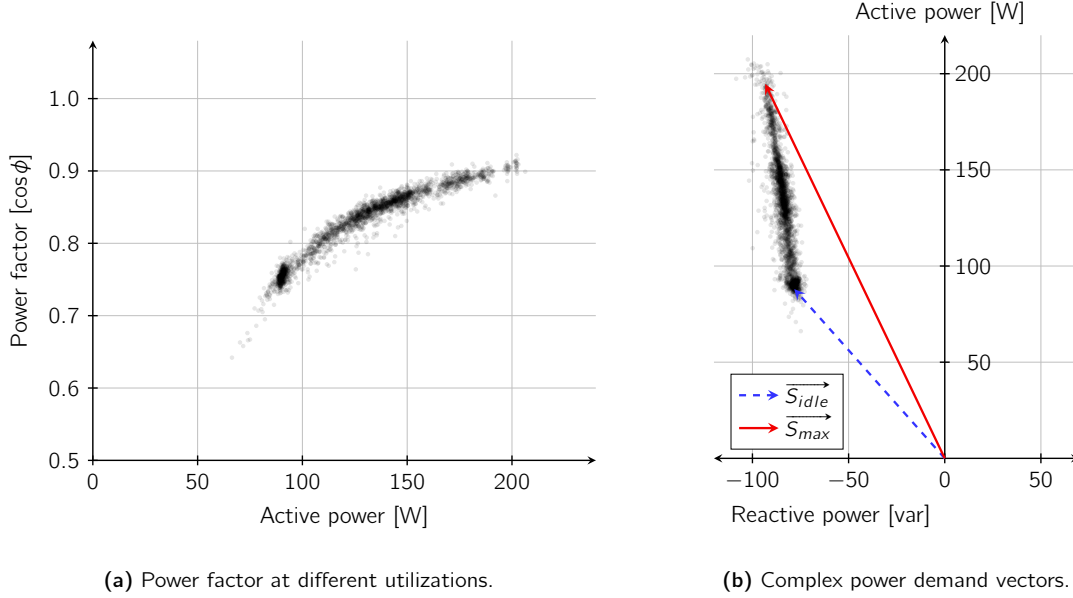 Active power [W]
1.0
0.9
0.8
0.7
0.6
0.5
Power factor [cosϕ]
0 50 100 150 200
Active power [W]
200
150
100
50
S_idle
S_max
−100 −50 0 50
Reactive power [var]
(a) Power factor at different utilizations.
(b) Complex power demand vectors.